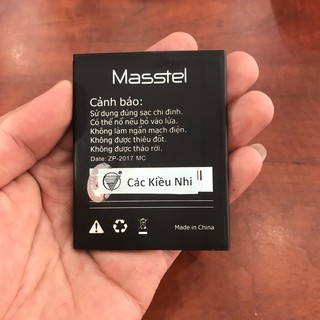 Masstel
Cảnh báo:
Sử dụng đúng sạc chỉ định.
Có thể nổ nếu bỏ vào lửa.
Không làm ngắn mạch điện.
Không được thiêu đốt.
Không được tháo rời.
Date: ZP-2017 MC
Các Kiều Nhi
Made in China